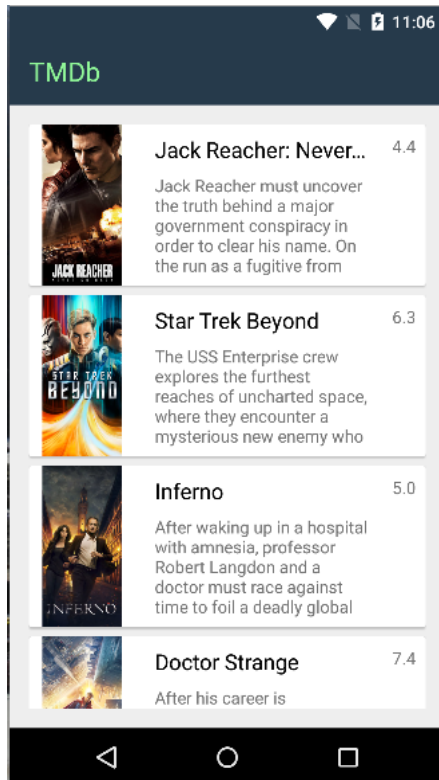 11:06
TMDb
Jack Reacher: Never...
4.4
Jack Reacher must uncover
the truth behind a major
government conspiracy in
order to clear his name. On
the run as a fugitive from
JACK REACHER
Star Trek Beyond
6.3
The USS Enterprise crew
explores the furthest
reaches of uncharted space,
where they encounter a
mysterious new enemy who
STAR TREK
BEYOND
Inferno
5.0
After waking up in a hospital
with amnesia, professor
Robert Langdon and a
doctor must race against
time to foil a deadly global
INFERNO
Doctor Strange
7.4
After his career is